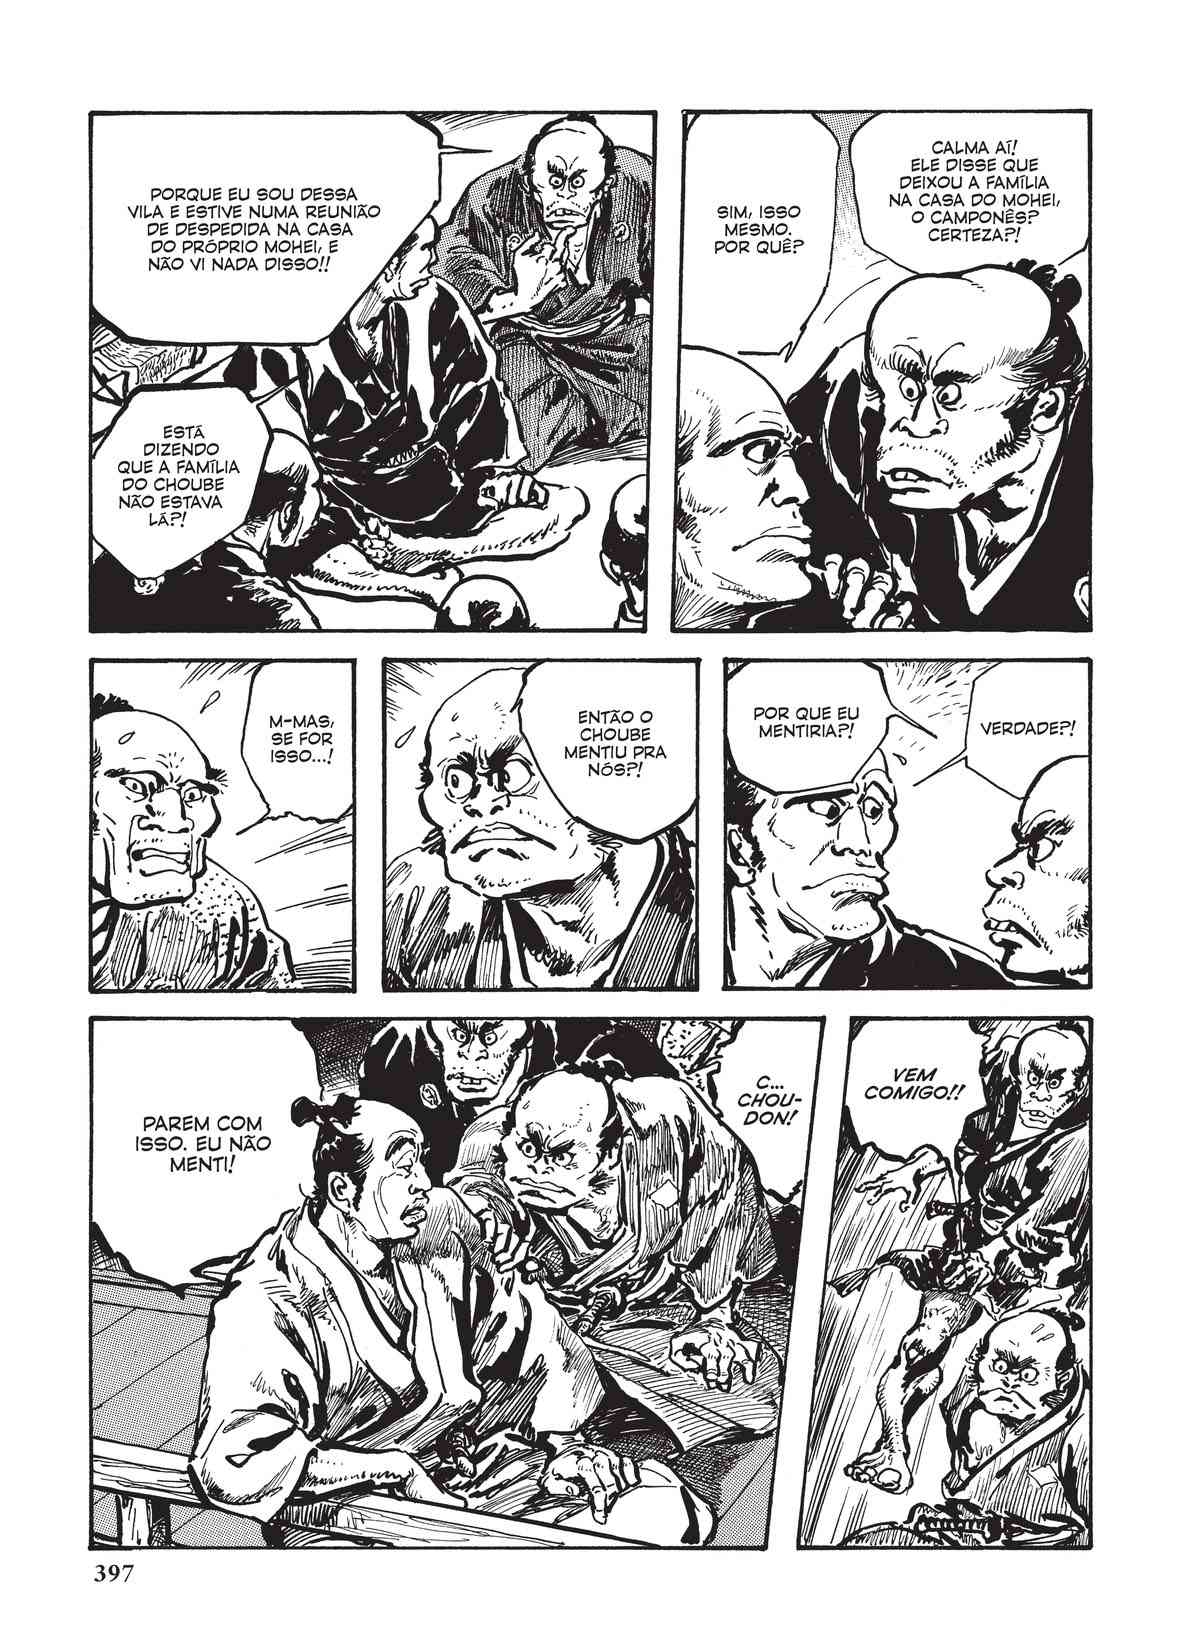 CALMA AÍ!
ELE DISSE QUE
DEIXOU A FAMÍLIA
NA CASA DO MOHEI,
O CAMPONÊS?
CERTEZA?!
SIM, ISSO
MESMO.
POR QUÊ?
PORQUE EU SOU DESSA
VILA E ESTIVE NUMA REUNIÃO
DE DESPEDIDA NA CASA
DO PRÓPRIO MOHEI, E
NÃO VI NADA DISSO!!
ESTÁ
DIZENDO
QUE A FAMÍLIA
DO CHOUBE
NÃO ESTAVA
LÁ?!
VERDADE?!
POR QUE EU
MENTIRIA?!
ENTÃO O
CHOUBE
MENTIU PRA
NÓS?!
M-MAS,
SE FOR
ISSO...!
VEM
COMIGO!!
C...
CHOU-
DON!
PAREM COM
ISSO. EU NÃO
MENTI!
397